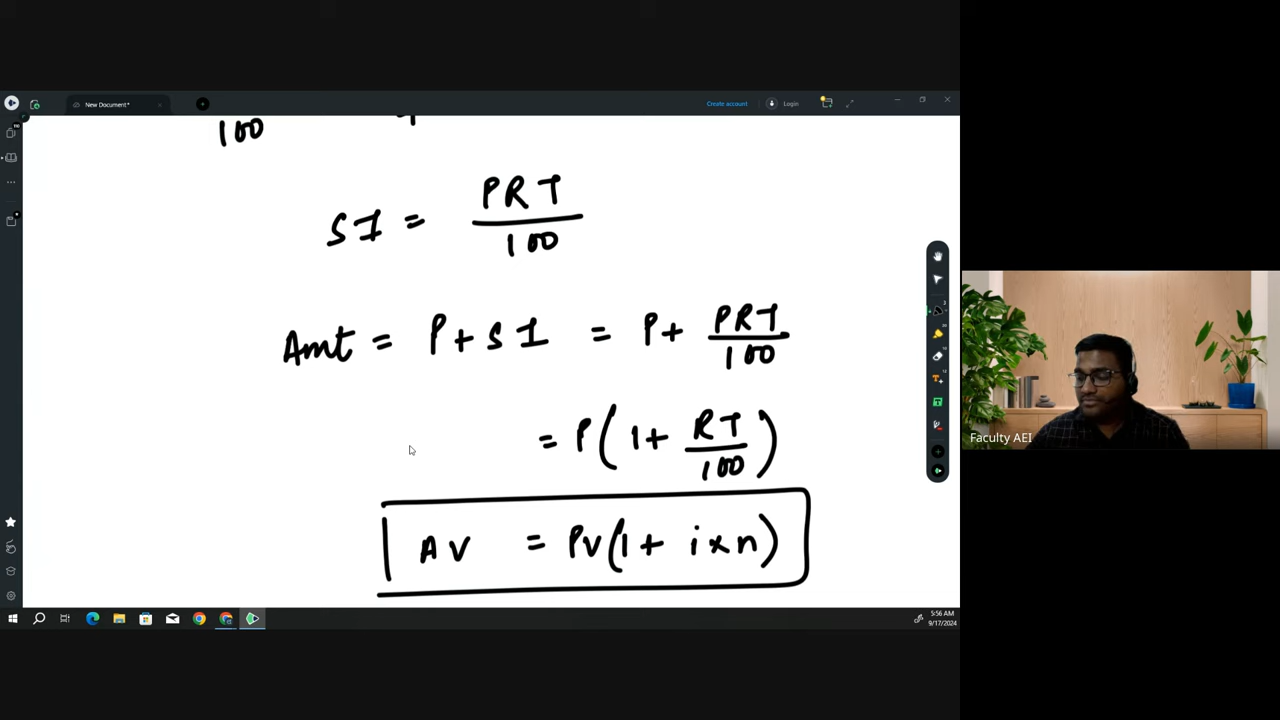 New Document*
Create account
Login
100
SI = PRT / 100
Amt = P + SI = P + PRT / 100
= P(1 + RT / 100)
AV = PV(1 + i×n)
Faculty AEI
5:56 AM
9/17/2024